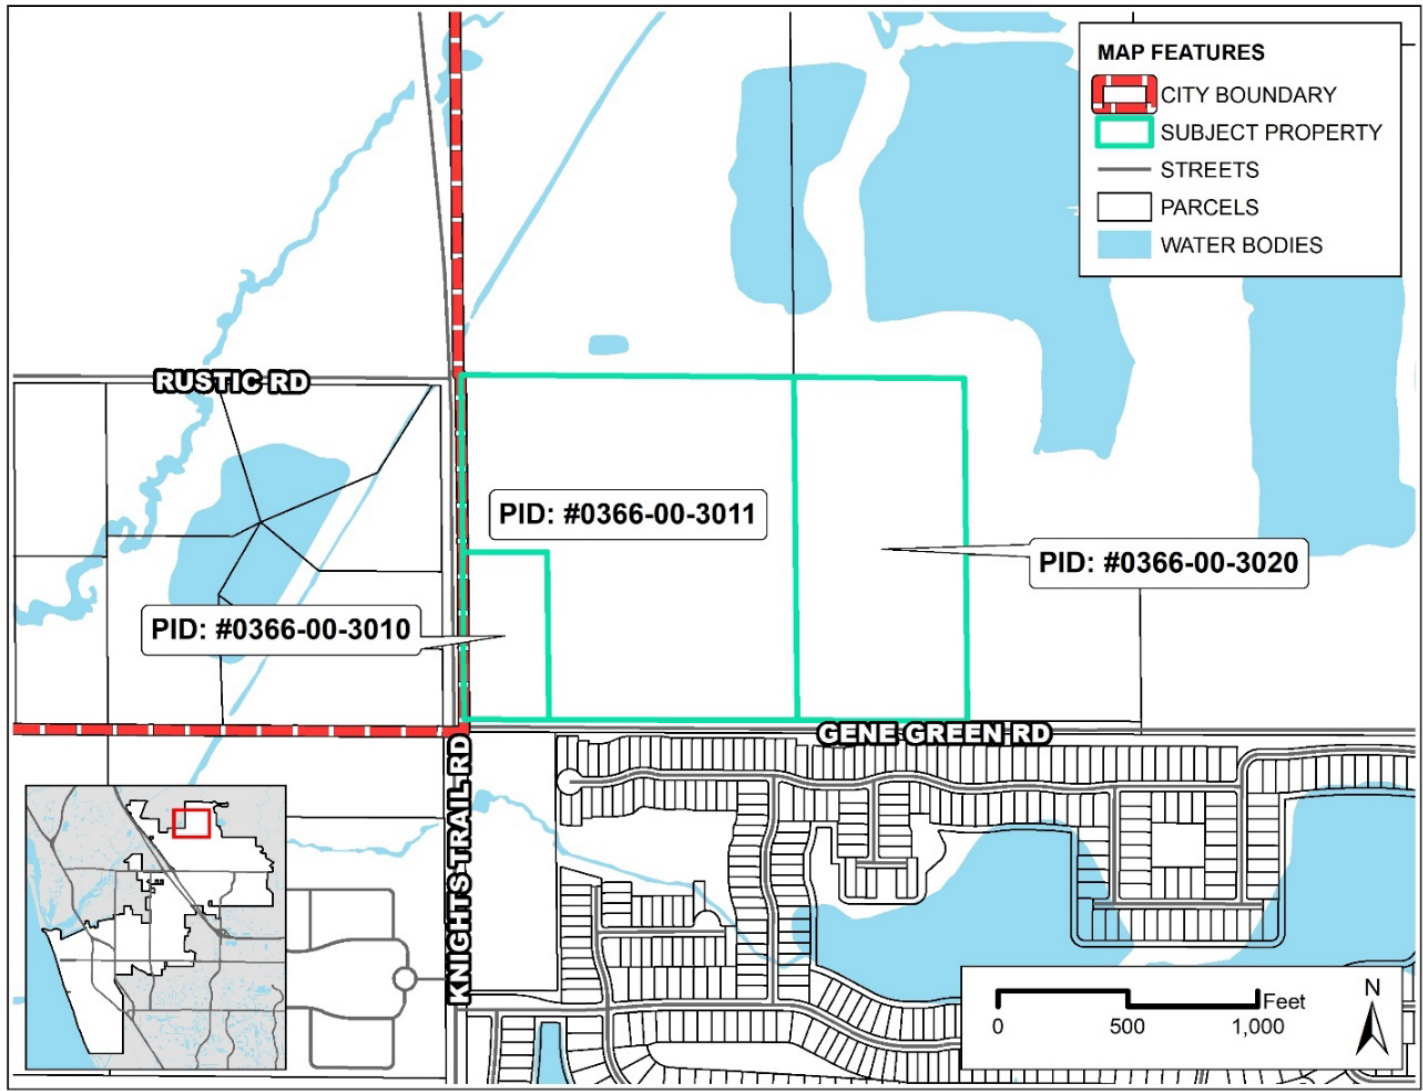 MAP FEATURES
CITY BOUNDARY
SUBJECT PROPERTY
STREETS
PARCELS
WATER BODIES
RUSTIC RD
PID: #0366-00-3011
PID: #0366-00-3020
PID: #0366-00-3010
GENE GREEN RD
KNIGHTS TRAIL RD
N
Feet
0 500 1,000